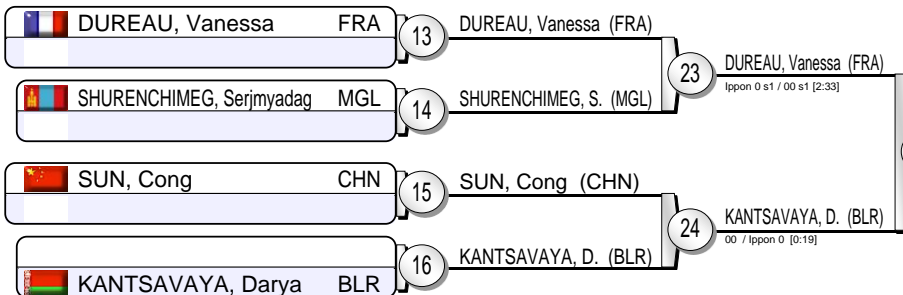 DUREAU, Vanessa FRA
13
DUREAU, Vanessa (FRA)
23
DUREAU, Vanessa (FRA)
Ippon 0 s1 / 00 s1 [2:33]
SHURENCHIMEG, Serjmyadag MGL
14
SHURENCHIMEG, S. (MGL)
SUN, Cong CHN
15
SUN, Cong (CHN)
24
KANTSAVAYA, D. (BLR)
00 / Ippon 0 [0:19]
KANTSAVAYA, Darya BLR
16
KANTSAVAYA, D. (BLR)